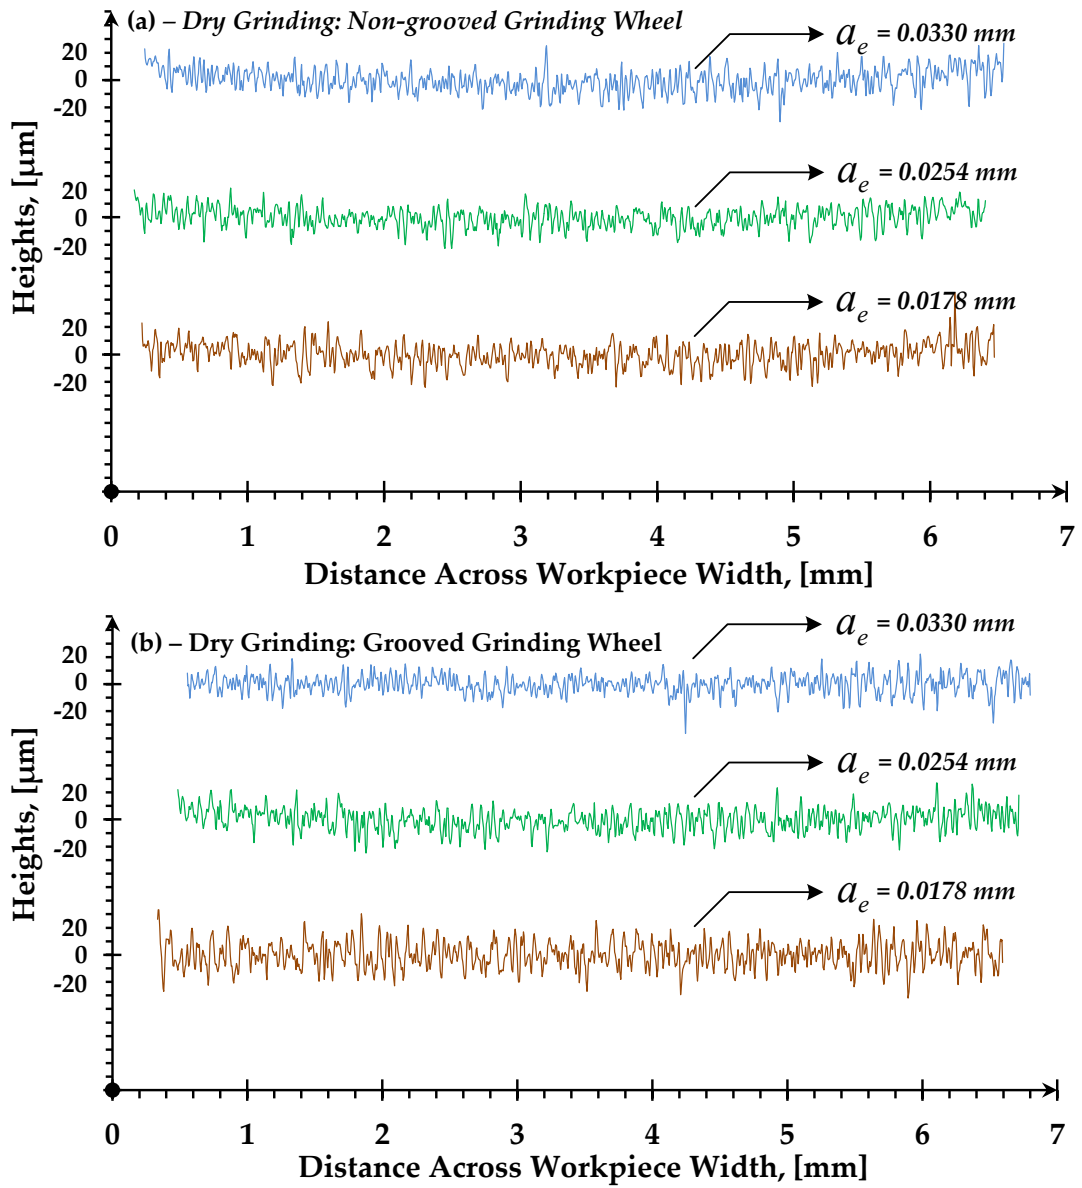 (a) – Dry Grinding: Non-grooved Grinding Wheel
a_e = 0.0330 mm
20
0
-20
a_e = 0.0254 mm
20
0
-20
a_e = 0.0178 mm
20
0
-20
Heights, [µm]
0 1 2 3 4 5 6 7
Distance Across Workpiece Width, [mm]
(b) – Dry Grinding: Grooved Grinding Wheel
a_e = 0.0330 mm
20
0
-20
a_e = 0.0254 mm
20
0
-20
a_e = 0.0178 mm
20
0
-20
Heights, [µm]
0 1 2 3 4 5 6 7
Distance Across Workpiece Width, [mm]